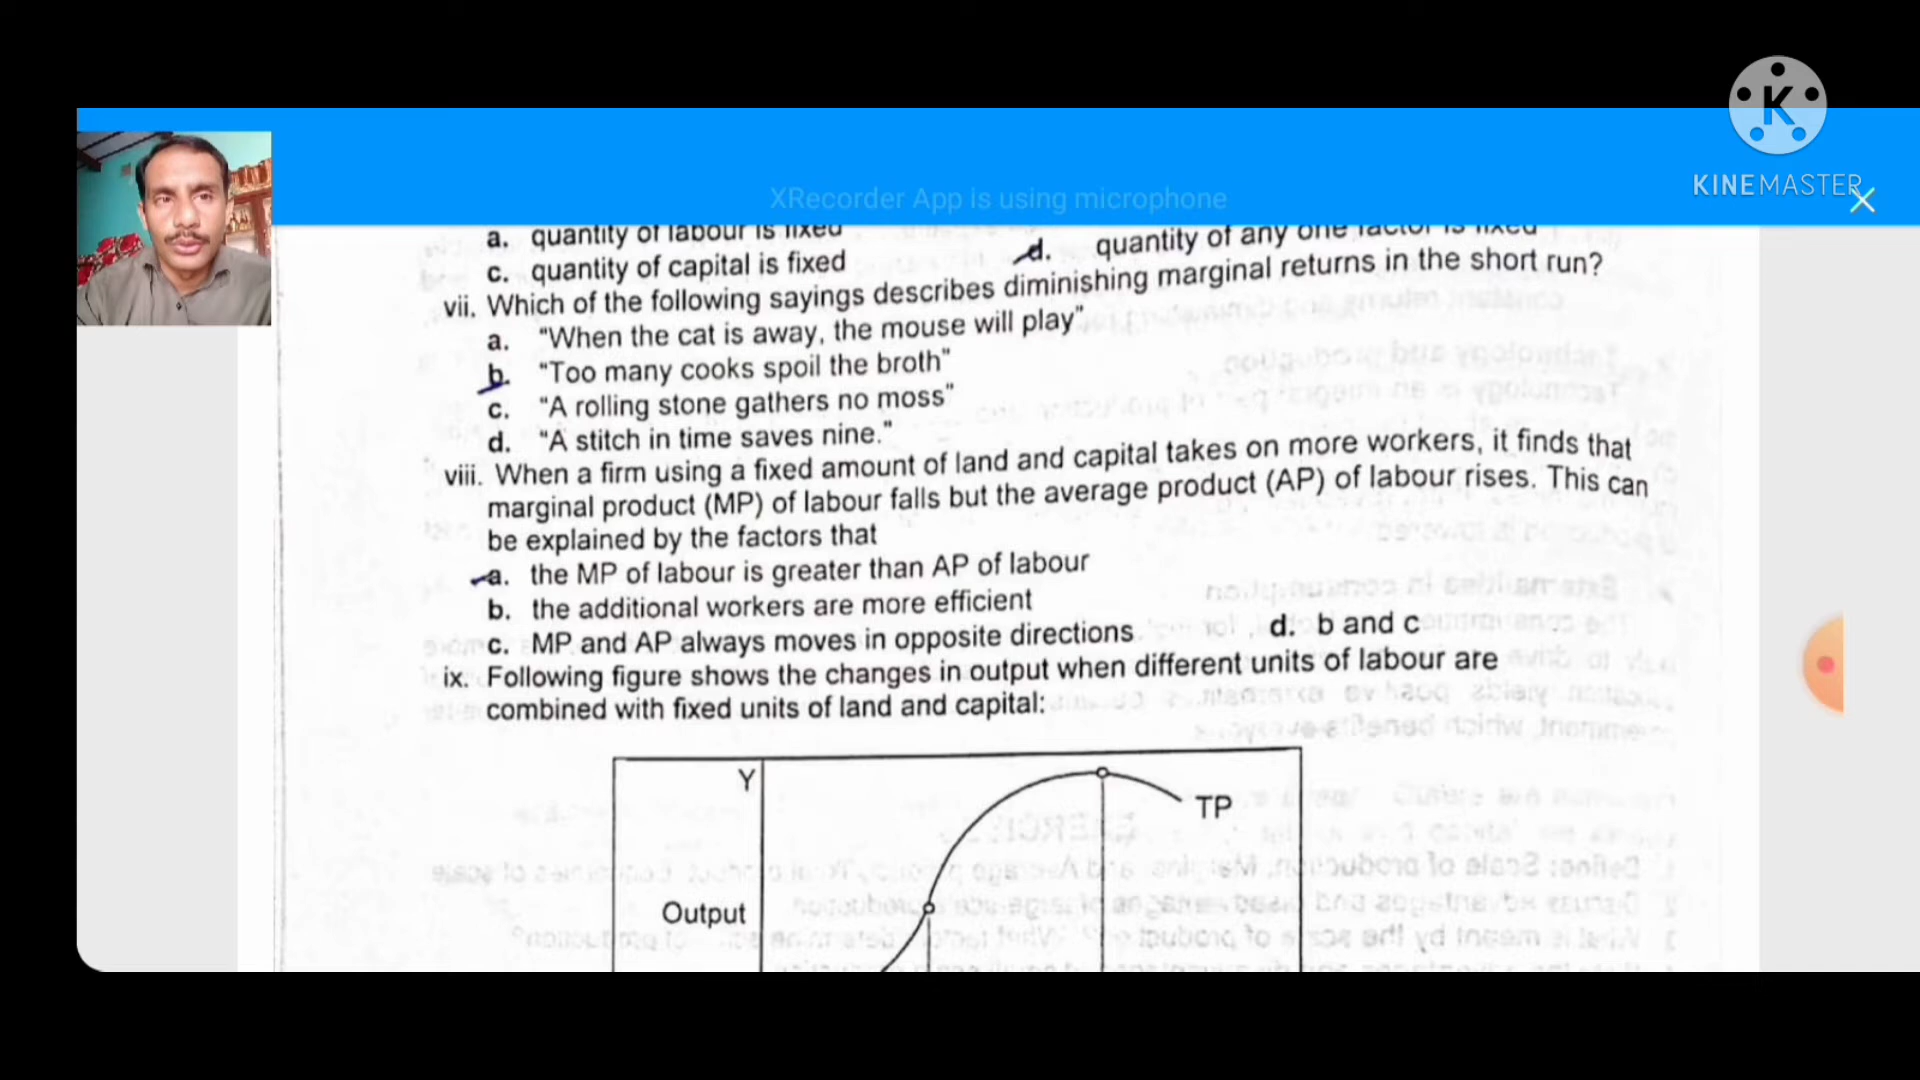 KINEMASTER
XRecorder App is using microphone
a. quantity of labour is fixed
d. quantity of any one factor is fixed
c. quantity of capital is fixed
vii. Which of the following sayings describes diminishing marginal returns in the short run?
a. "When the cat is away, the mouse will play"
b. "Too many cooks spoil the broth"
c. "A rolling stone gathers no moss"
d. "A stitch in time saves nine."
viii. When a firm using a fixed amount of land and capital takes on more workers, it finds that
marginal product (MP) of labour falls but the average product (AP) of labour rises. This can
be explained by the factors that
a. the MP of labour is greater than AP of labour
b. the additional workers are more efficient
c. MP and AP always moves in opposite directions d. b and c
ix. Following figure shows the changes in output when different units of labour are
combined with fixed units of land and capital:
Y
TP
Output